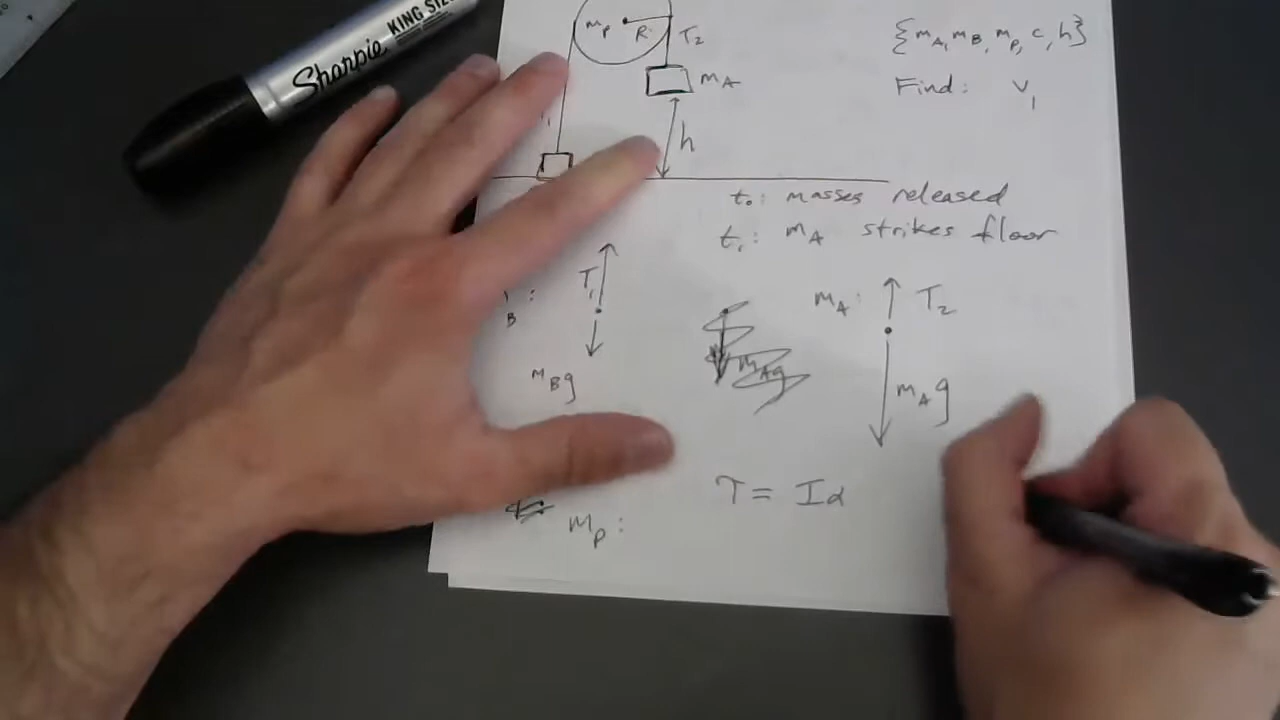 Sharpie KING SIZE
mP R T2
mA
h
{mA, mB, mP, c, h}
Find: v1
t0: masses released
t1: mA strikes floor
B: T1
mBg
mAg
mA: T2
mAg
mP:
τ = Iα